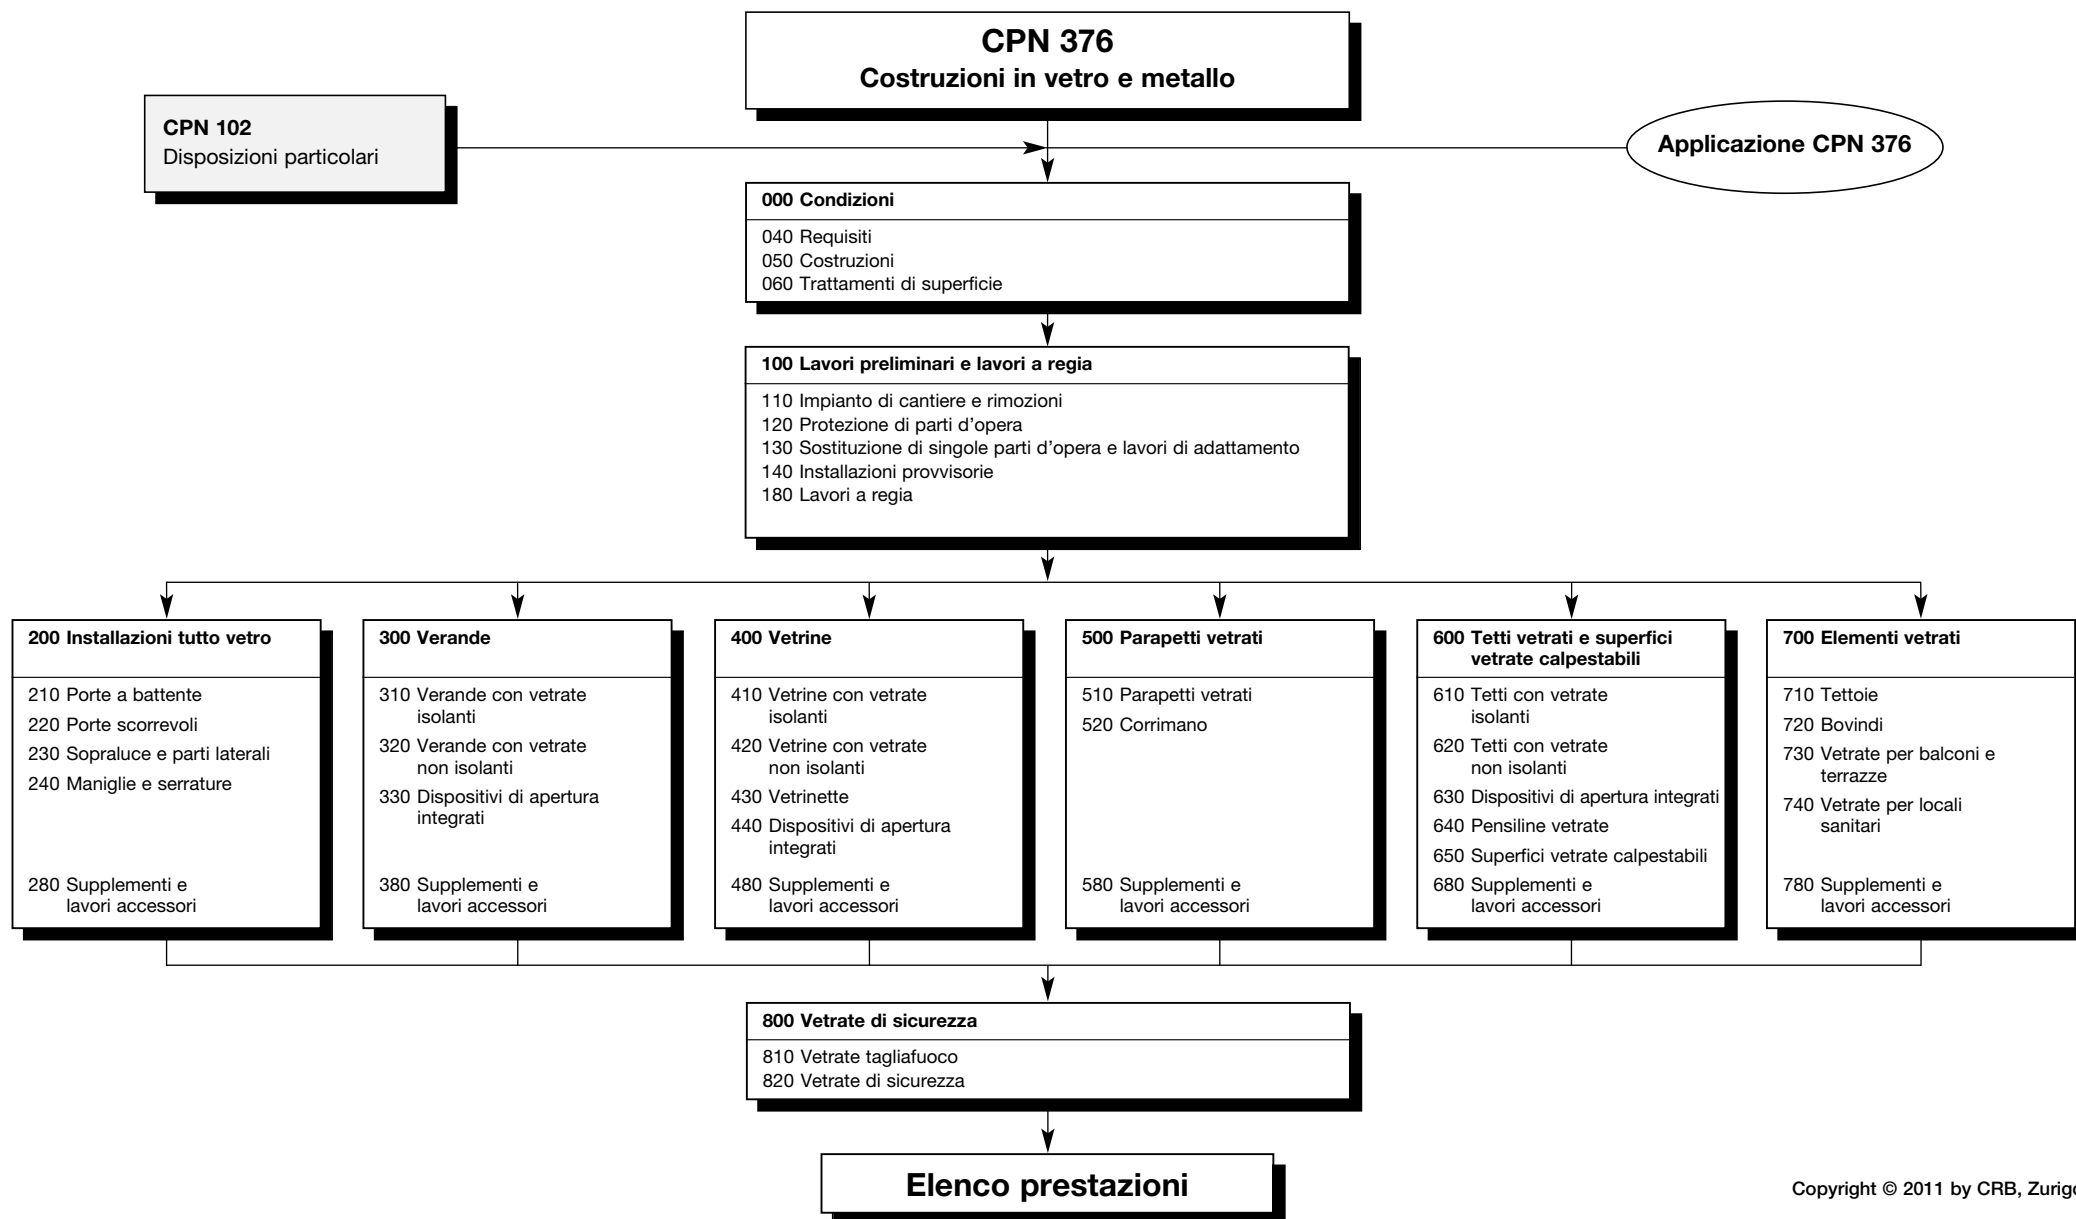 CPN 376
Costruzioni in vetro e metallo
CPN 102
Disposizioni particolari
Applicazione CPN 376
000 Condizioni
040 Requisiti
050 Costruzioni
060 Trattamenti di superficie
100 Lavori preliminari e lavori a regia
110 Impianto di cantiere e rimozioni
120 Protezione di parti d'opera
130 Sostituzione di singole parti d'opera e lavori di adattamento
140 Installazioni provvisorie
180 Lavori a regia
200 Installazioni tutto vetro
210 Porte a battente
220 Porte scorrevoli
230 Sopraluce e parti laterali
240 Maniglie e serrature
280 Supplementi e
lavori accessori
300 Verande
310 Verande con vetrate
isolanti
320 Verande con vetrate
non isolanti
330 Dispositivi di apertura
integrati
380 Supplementi e
lavori accessori
400 Vetrine
410 Vetrine con vetrate
isolanti
420 Vetrine con vetrate
non isolanti
430 Vetrinette
440 Dispositivi di apertura
integrati
480 Supplementi e
lavori accessori
500 Parapetti vetrati
510 Parapetti vetrati
520 Corrimano
580 Supplementi e
lavori accessori
600 Tetti vetrati e superfici
vetrate calpestabili
610 Tetti con vetrate
isolanti
620 Tetti con vetrate
non isolanti
630 Dispositivi di apertura integrati
640 Pensiline vetrate
650 Superfici vetrate calpestabili
680 Supplementi e
lavori accessori
700 Elementi vetrati
710 Tettoie
720 Bovindi
730 Vetrate per balconi e
terrazze
740 Vetrate per locali
sanitari
780 Supplementi e
lavori accessori
800 Vetrate di sicurezza
810 Vetrate tagliafuoco
820 Vetrate di sicurezza
Elenco prestazioni
Copyright © 2011 by CRB, Zurigo